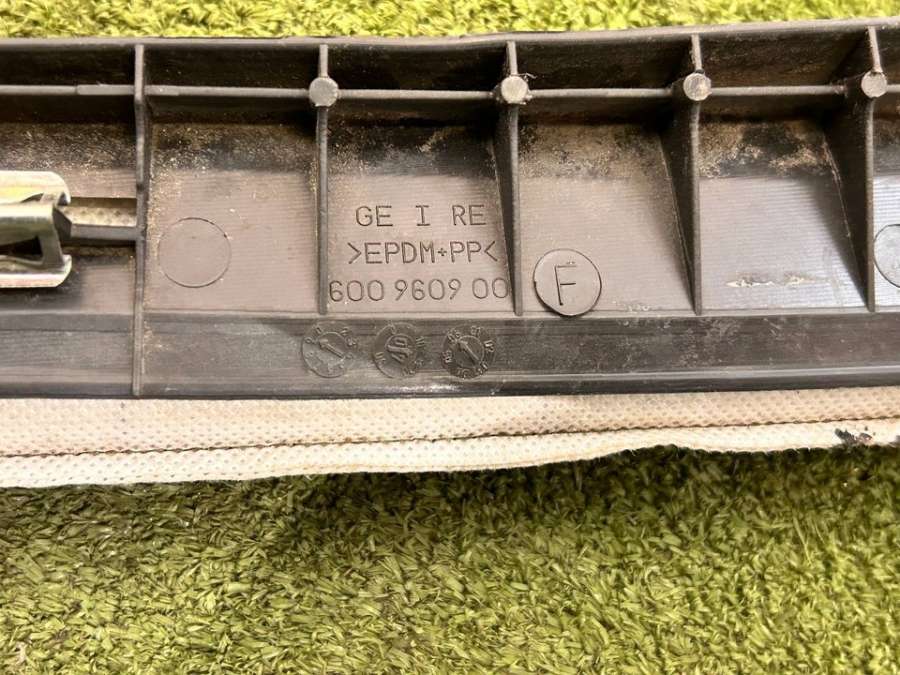 GE I RE
>EPDM+PP<
600 9609 00
F